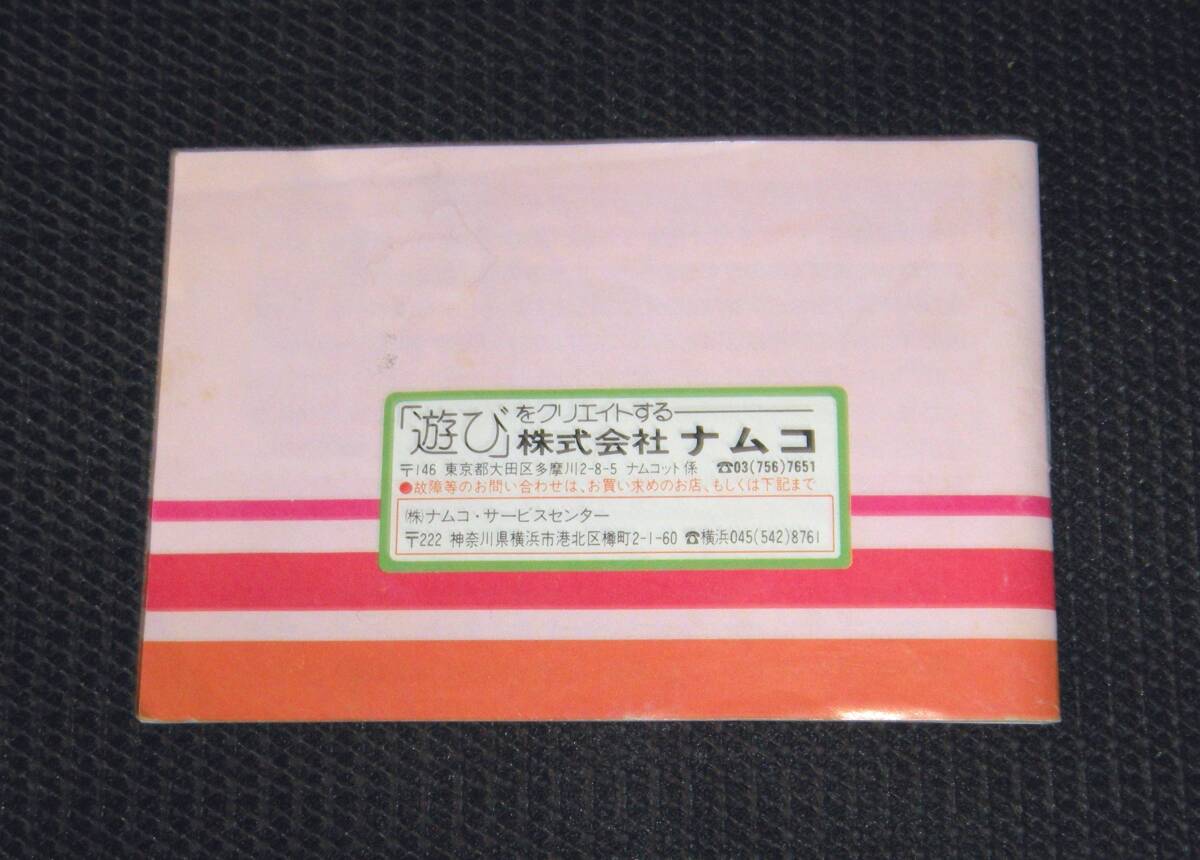 「遊び」をクリエイトする
株式会社 ナムコ
〒146 東京都大田区多摩川2-8-5 ナムコット係 ☎03(756)7651
●故障等のお問い合わせは、お買い求めのお店、もしくは下記まで
㈱ナムコ・サービスセンター
〒222 神奈川県横浜市港北区樽町2-1-60 ☎横浜045(542)8761